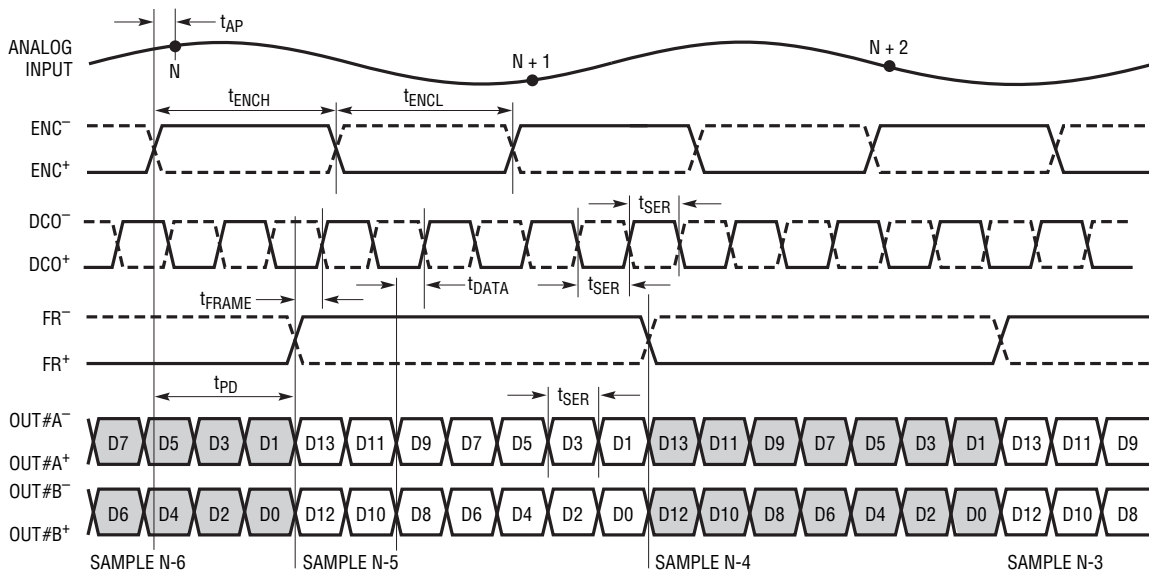 tAP
ANALOG INPUT
N
N + 1
N + 2
tENCH
tENCL
ENC–
ENC+
DCO–
DCO+
tSER
tFRAME
tDATA
tSER
FR–
FR+
tPD
tSER
OUT#A–
D7 D5 D3 D1 D13 D11 D9 D7 D5 D3 D1 D13 D11 D9 D7 D5 D3 D1 D13 D11 D9
OUT#A+
OUT#B–
D6 D4 D2 D0 D12 D10 D8 D6 D4 D2 D0 D12 D10 D8 D6 D4 D2 D0 D12 D10 D8
OUT#B+
SAMPLE N-6 SAMPLE N-5 SAMPLE N-4 SAMPLE N-3